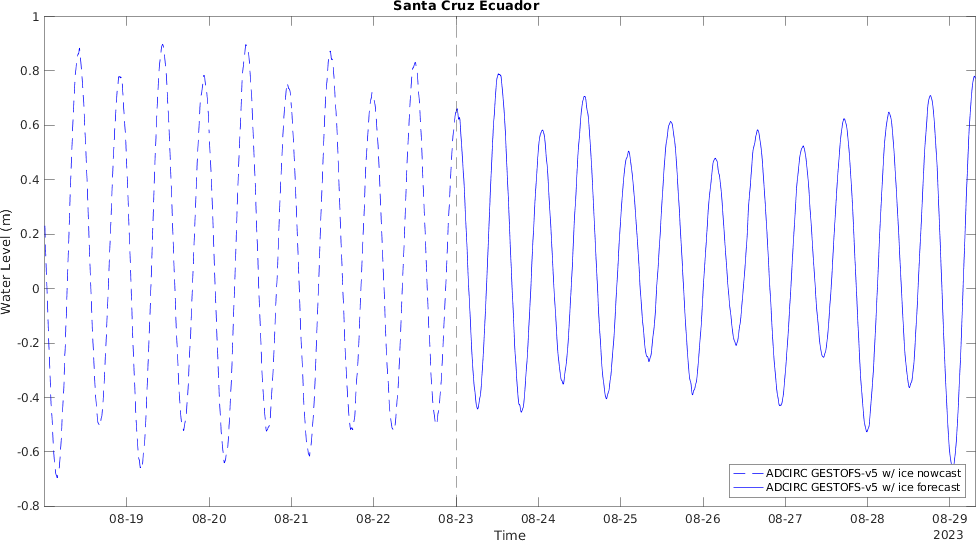 Santa Cruz Ecuador
1
0.8
0.6
0.4
0.2
0
-0.2
-0.4
-0.6
-0.8
Water Level (m)
ADCIRC GESTOFS-v5 w/ ice nowcast
ADCIRC GESTOFS-v5 w/ ice forecast
08-19 08-20 08-21 08-22 08-23 08-24 08-25 08-26 08-27 08-28 08-29
2023
Time